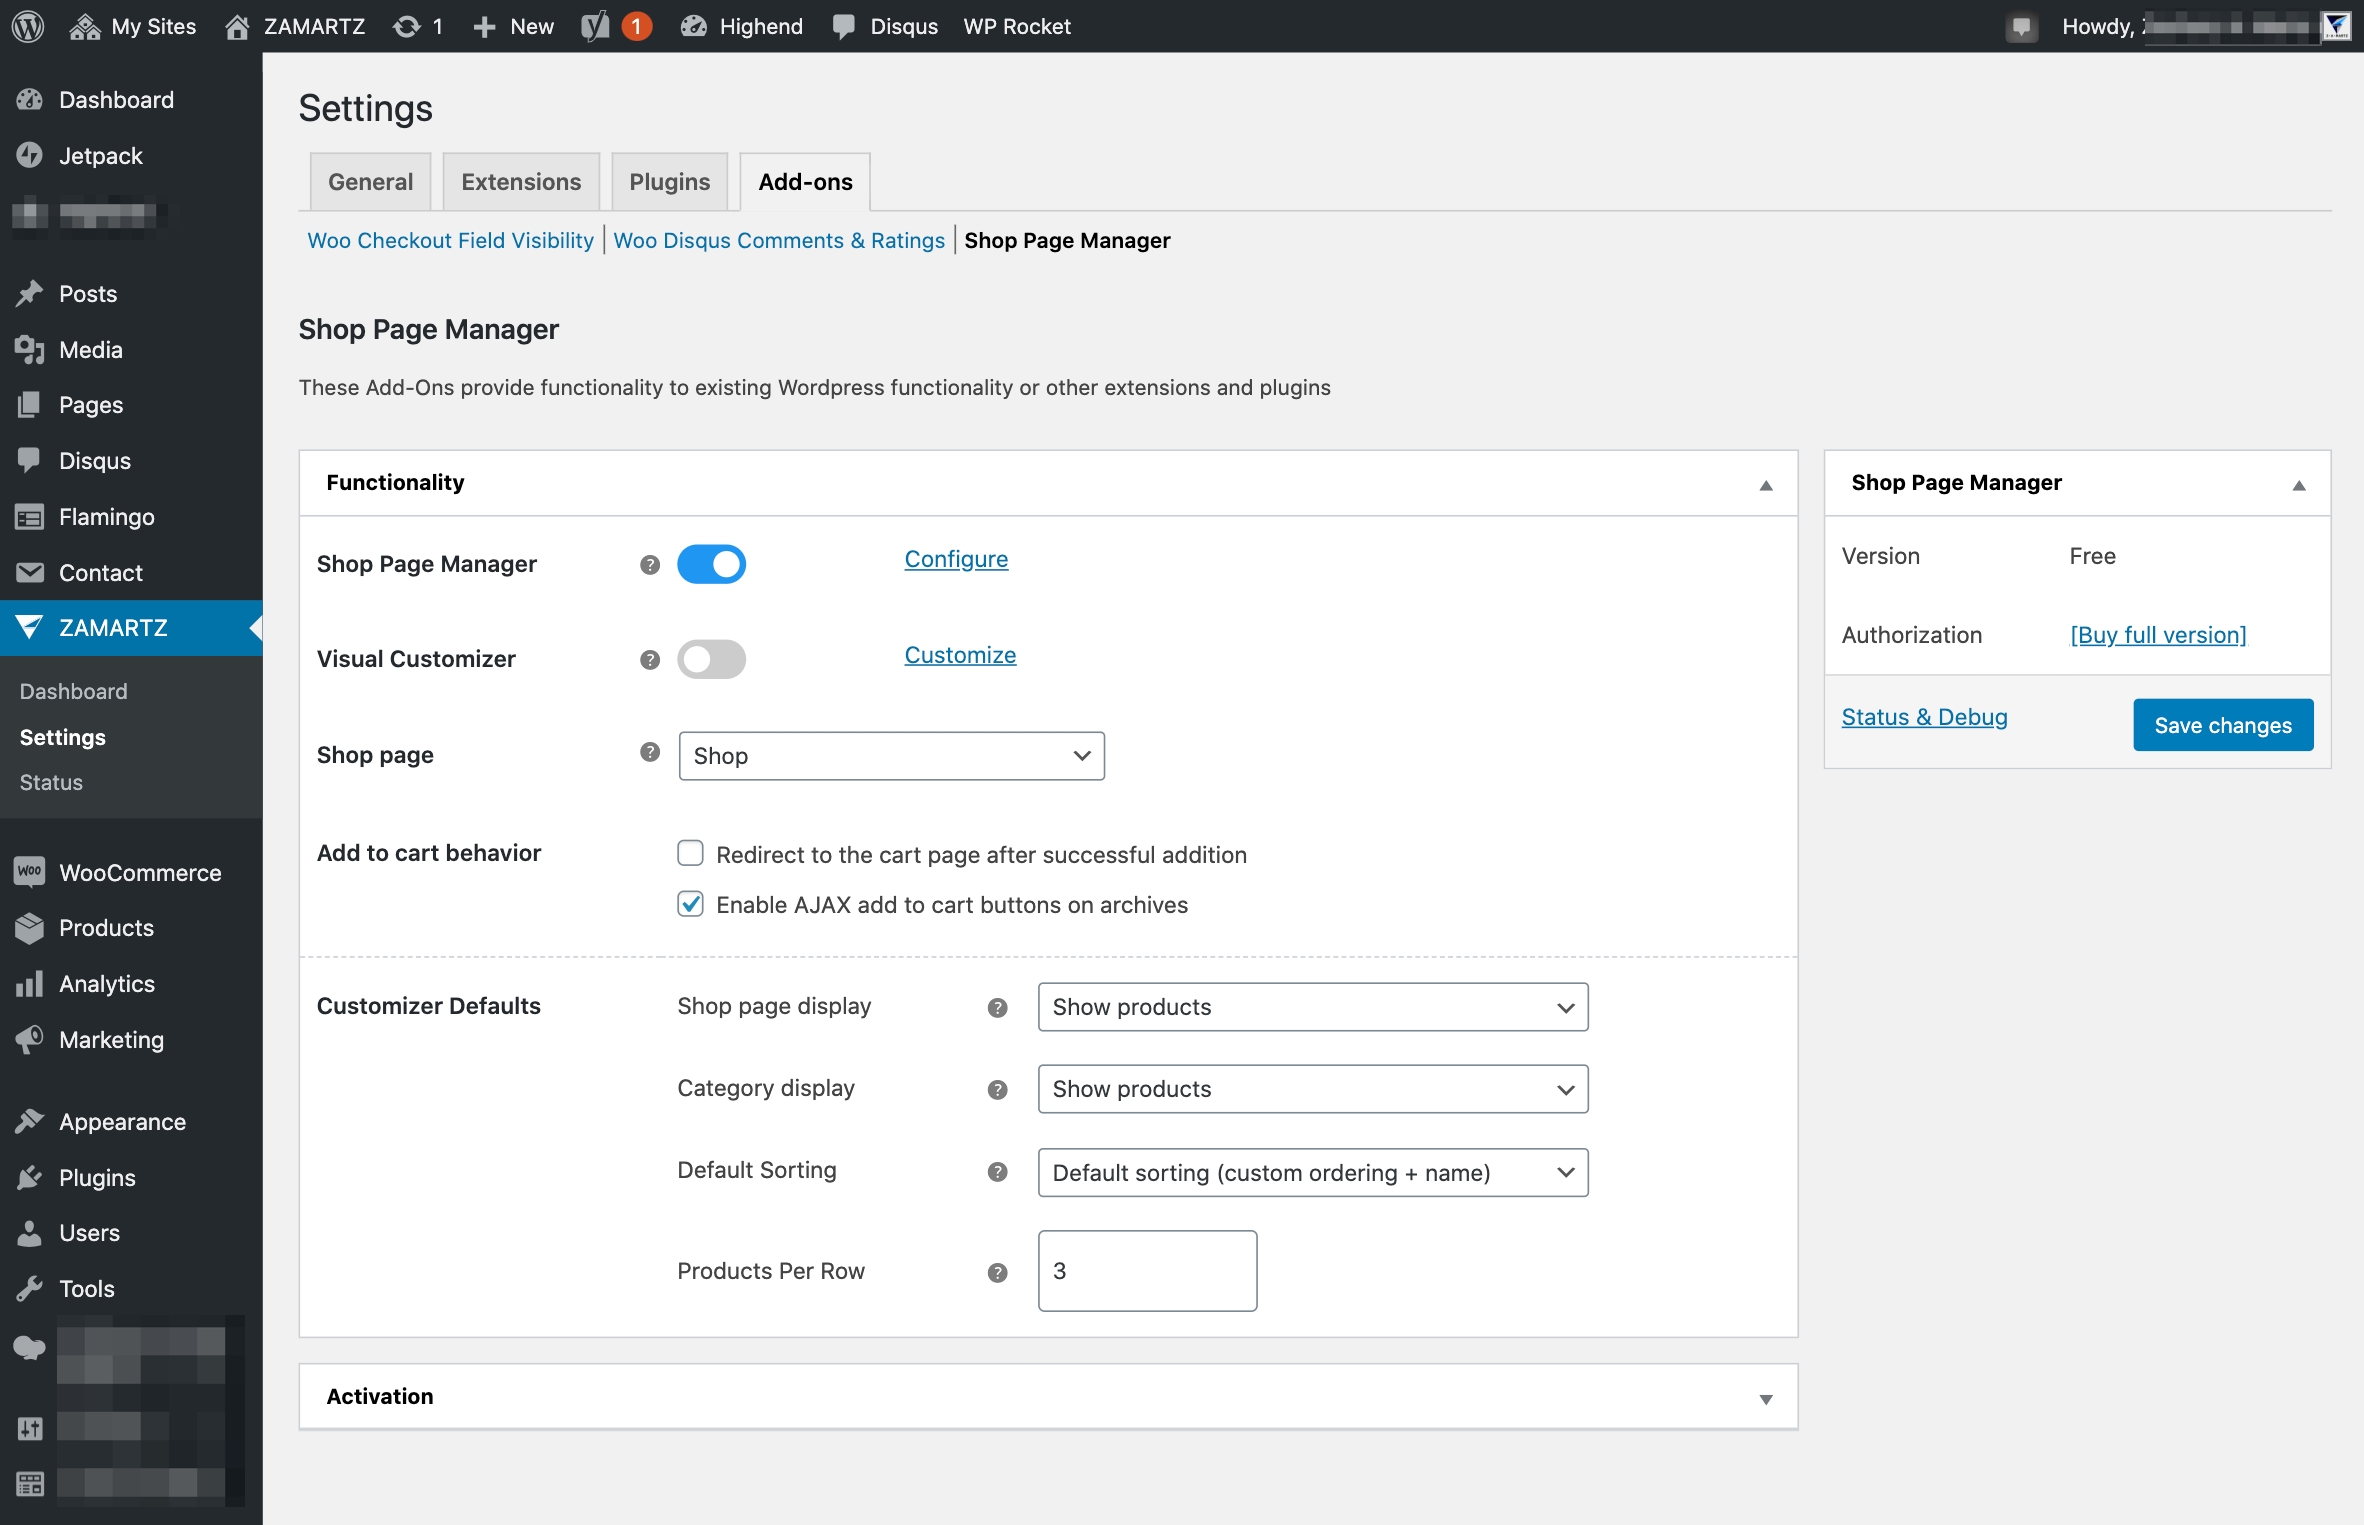 My Sites ZAMARTZ 1 New 1 Highend Disqus WP Rocket Howdy,
Dashboard
Jetpack
Posts
Media
Pages
Disqus
Flamingo
Contact
ZAMARTZ
Dashboard
Settings
Status
WooCommerce
Products
Analytics
Marketing
Appearance
Plugins
Users
Tools
Settings
General Extensions Plugins Add-ons
Woo Checkout Field Visibility | Woo Disqus Comments & Ratings | Shop Page Manager
Shop Page Manager
These Add-Ons provide functionality to existing Wordpress functionality or other extensions and plugins
Functionality
Shop Page Manager ? Configure
Visual Customizer ? Customize
Shop page ? Shop
Add to cart behavior Redirect to the cart page after successful addition
Enable AJAX add to cart buttons on archives
Customizer Defaults Shop page display ? Show products
Category display ? Show products
Default Sorting ? Default sorting (custom ordering + name)
Products Per Row ? 3
Activation
Shop Page Manager
Version Free
Authorization [Buy full version]
Status & Debug Save changes